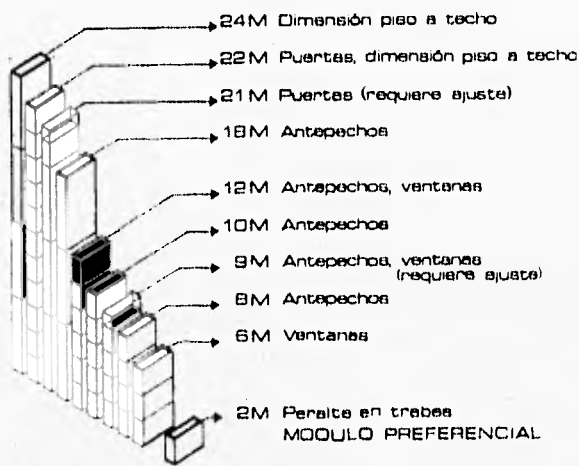 24M Dimensión piso a techo
22M Puertas, dimensión piso a techo
21M Puertas (requiere ajuste)
18M Antepechos
12M Antepechos, ventanas
10M Antepechos
9M Antepechos, ventanas
(requiere ajuste)
8M Antepechos
6M Ventanas
2M Peralte en trabes
MODULO PREFERENCIAL